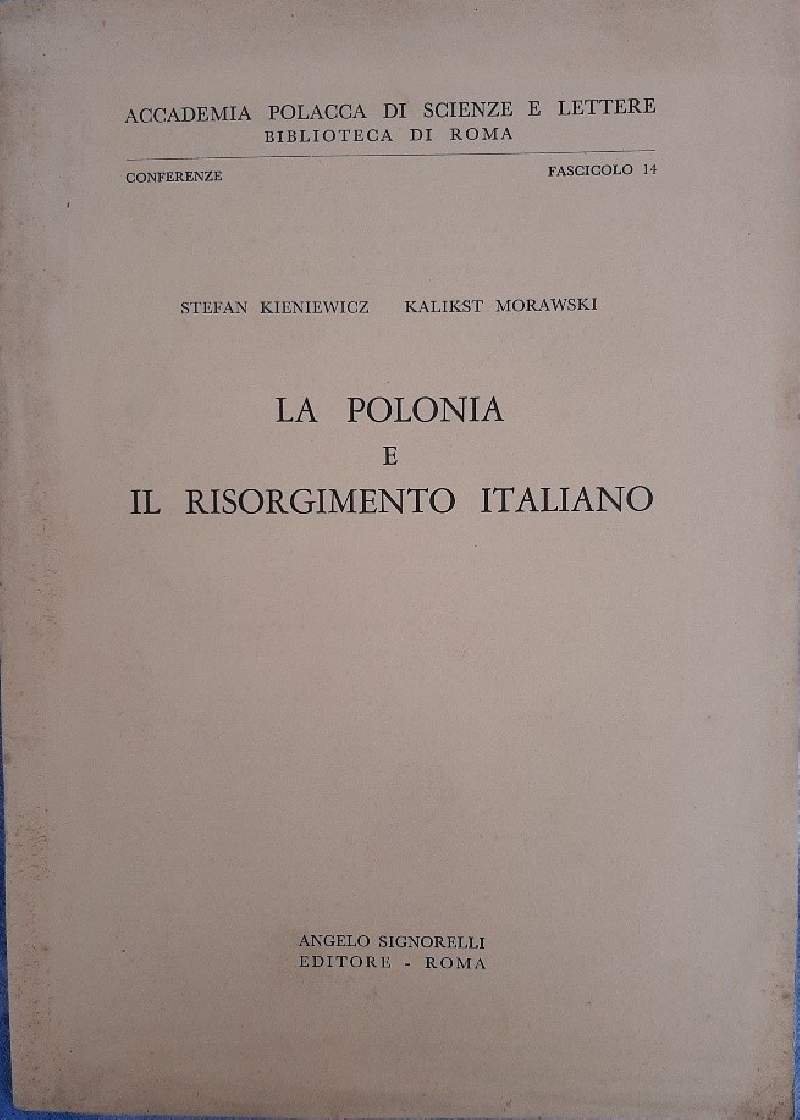 ACCADEMIA POLACCA DI SCIENZE E LETTERE
BIBLIOTECA DI ROMA
CONFERENZE FASCICOLO 14
STEFAN KIENIEWICZ KALIKST MORAWSKI
LA POLONIA
E
IL RISORGIMENTO ITALIANO
ANGELO SIGNORELLI
EDITORE - ROMA